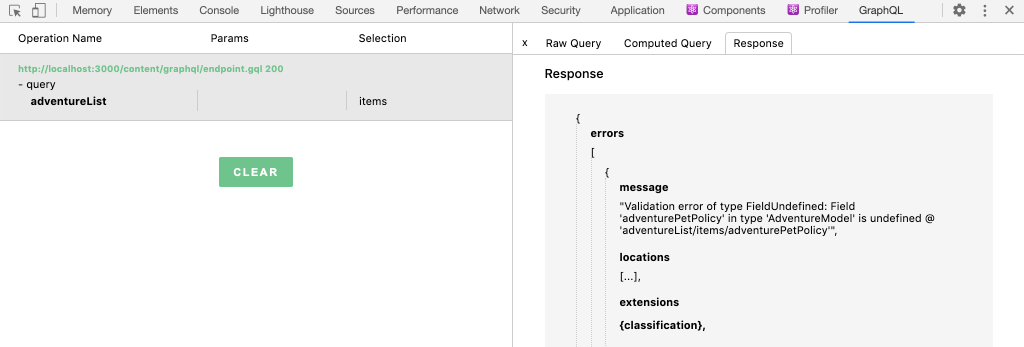 Memory Elements Console Lighthouse Sources Performance Network Security Application Components Profiler GraphQL
Operation Name Params Selection
http://localhost:3000/content/graphql/endpoint.gql 200
- query
adventureList items
CLEAR
x Raw Query Computed Query Response
Response
{
errors
[
{
message
"Validation error of type FieldUndefined: Field
'adventurePetPolicy' in type 'AdventureModel' is undefined @
'adventureList/items/adventurePetPolicy'",
locations
[...],
extensions
{classification},